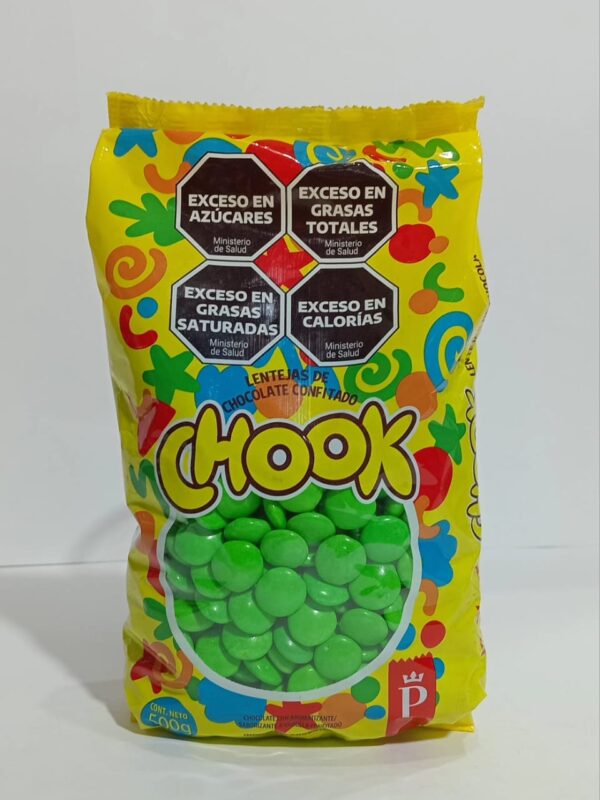 EXCESO EN
AZÚCARES
Ministerio
de Salud
EXCESO EN
GRASAS
TOTALES
Ministerio
de Salud
EXCESO EN
GRASAS
SATURADAS
Ministerio
de Salud
EXCESO EN
CALORÍAS
Ministerio
de Salud
LENTEJAS DE
CHOCOLATE CONFITADO
CHOOK
CONT. NETO
500g
P